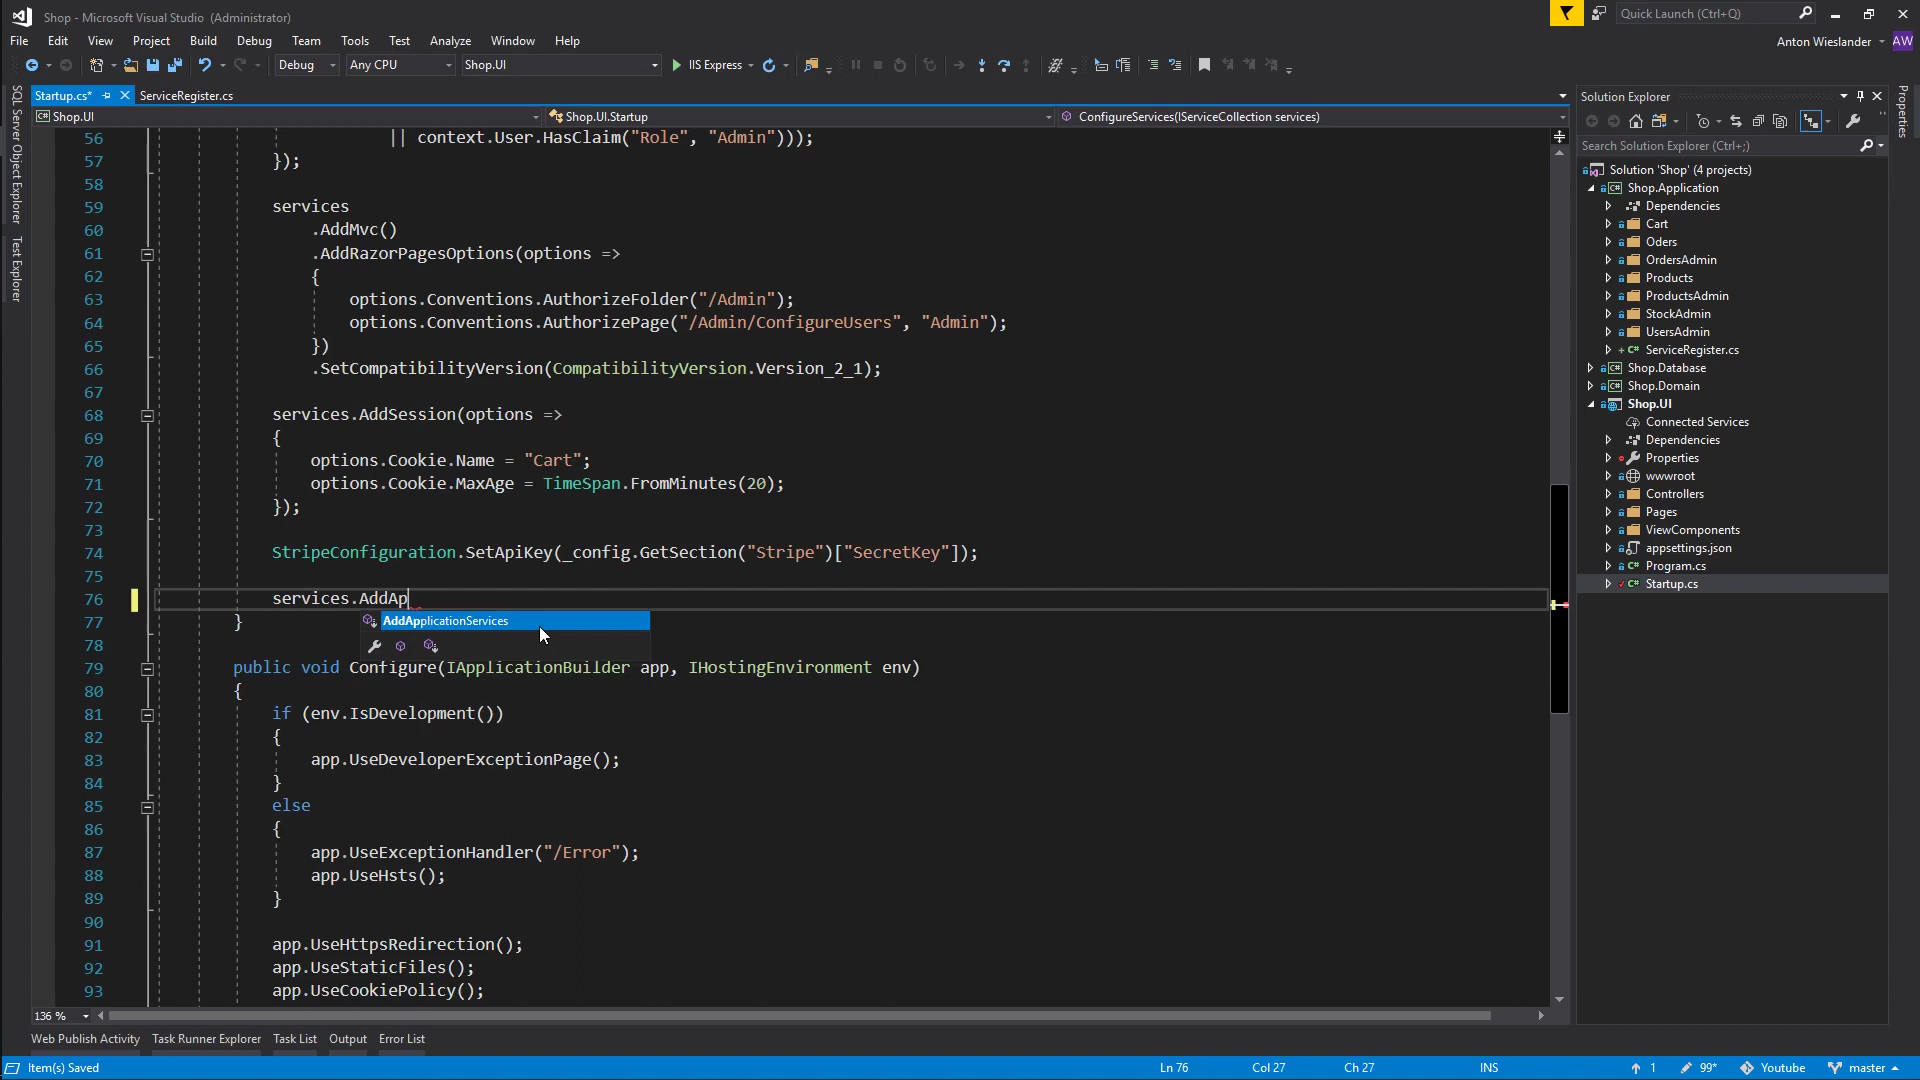 Shop - Microsoft Visual Studio (Administrator)
Quick Launch (Ctrl+Q)
File Edit View Project Build Debug Team Tools Test Analyze Window Help
Anton Wieslander AW
Debug Any CPU Shop.UI IIS Express
Startup.cs* ServiceRegister.cs
Shop.UI Shop.UI.Startup ConfigureServices(IServiceCollection services)
SQL Server Object Explorer
Test Explorer
56 || context.User.HasClaim("Role", "Admin")));
57 });
58
59 services
60 .AddMvc()
61 .AddRazorPagesOptions(options =>
62 {
63 options.Conventions.AuthorizeFolder("/Admin");
64 options.Conventions.AuthorizePage("/Admin/ConfigureUsers", "Admin");
65 })
66 .SetCompatibilityVersion(CompatibilityVersion.Version_2_1);
67
68 services.AddSession(options =>
69 {
70 options.Cookie.Name = "Cart";
71 options.Cookie.MaxAge = TimeSpan.FromMinutes(20);
72 });
73
74 StripeConfiguration.SetApiKey(_config.GetSection("Stripe")["SecretKey"]);
75
76 services.AddAp
AddApplicationServices
77 }
78
79 public void Configure(IApplicationBuilder app, IHostingEnvironment env)
80 {
81 if (env.IsDevelopment())
82 {
83 app.UseDeveloperExceptionPage();
84 }
85 else
86 {
87 app.UseExceptionHandler("/Error");
88 app.UseHsts();
89 }
90
91 app.UseHttpsRedirection();
92 app.UseStaticFiles();
93 app.UseCookiePolicy();
136 %
Solution Explorer
Search Solution Explorer (Ctrl+;)
Solution 'Shop' (4 projects)
Shop.Application
Dependencies
Cart
Oders
OrdersAdmin
Products
ProductsAdmin
StockAdmin
UsersAdmin
ServiceRegister.cs
Shop.Database
Shop.Domain
Shop.UI
Connected Services
Dependencies
Properties
wwwroot
Controllers
Pages
ViewComponents
appsettings.json
Program.cs
Startup.cs
Properties
Web Publish Activity Task Runner Explorer Task List Output Error List
Item(s) Saved Ln 76 Col 27 Ch 27 INS 1 99* Youtube master